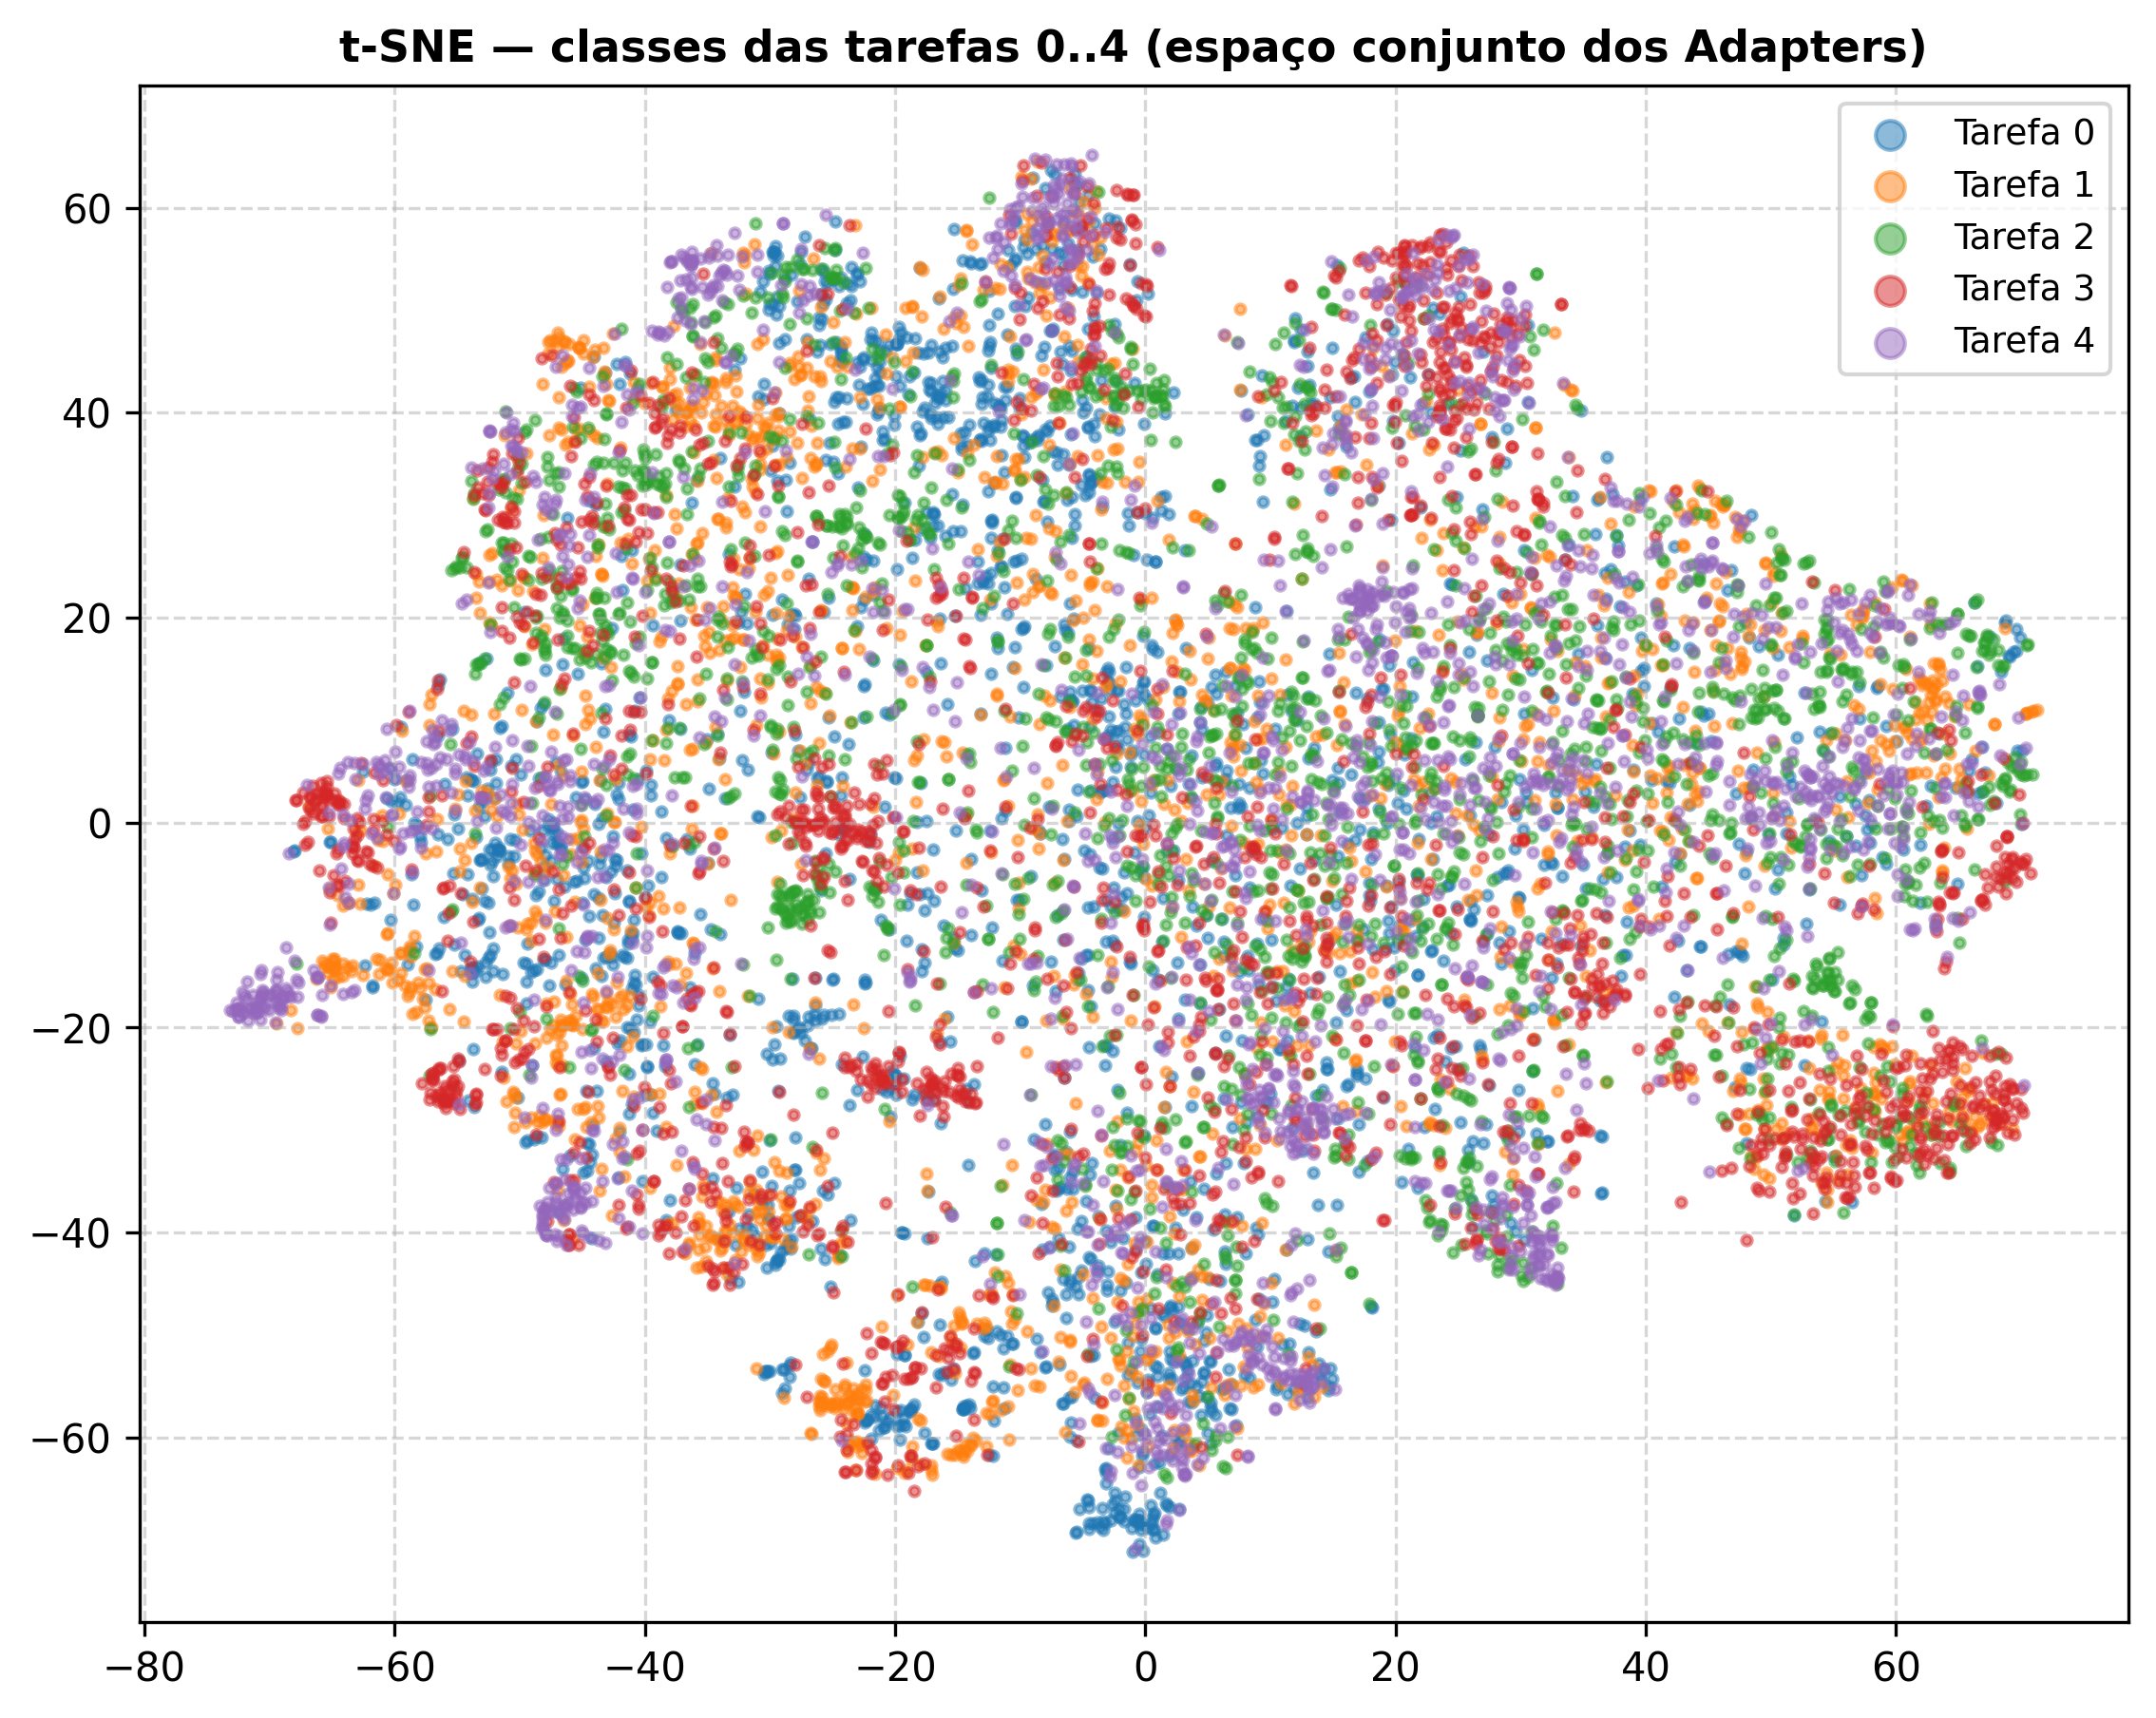 t-SNE — classes das tarefas 0..4 (espaço conjunto dos Adapters)
Tarefa 0
Tarefa 1
Tarefa 2
Tarefa 3
Tarefa 4
60
40
20
0
−20
−40
−60
−80 −60 −40 −20 0 20 40 60